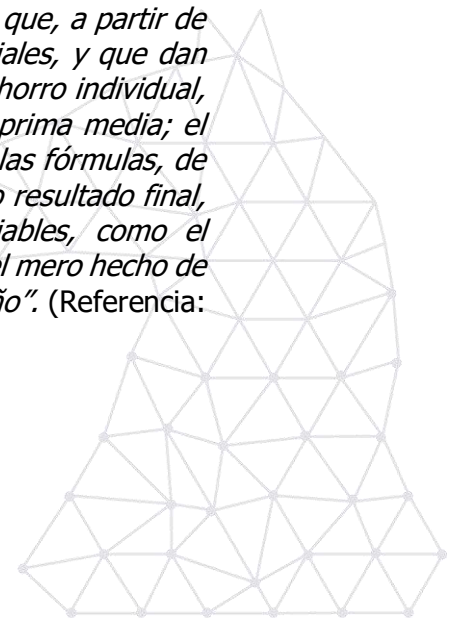 que, a partir de
iales, y que dan
horro individual,
prima media; el
las fórmulas, de
o resultado final,
iables, como el
el mero hecho de
ño". (Referencia: